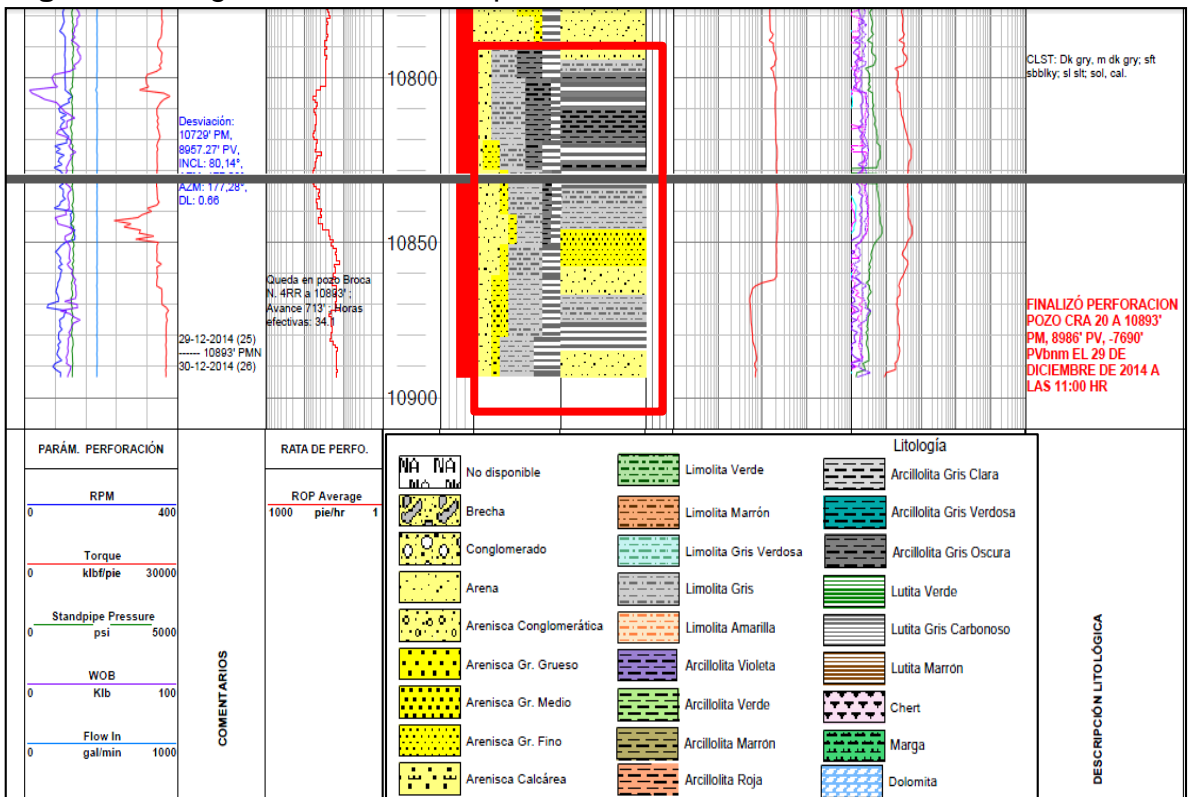 10800
CLST: Dk gry, m dk gry; sft
sbblky; sl slt; sol, cal.
Desviación:
10729' PM,
8957.27' PV,
INCL: 80,14°,
AZM: 177,28°,
DL: 0.66
10850
Queda en pozo Broca
N. 4RR a 10893' ;
Avance 713' ; Horas
efectivas: 34.1
29-12-2014 (25)
------ 10893' PMN
30-12-2014 (26)
FINALIZÓ PERFORACION
POZO CRA 20 A 10893'
PM, 8986' PV, -7690'
PVbnm EL 29 DE
DICIEMBRE DE 2014 A
LAS 11:00 HR
10900
PARÁM. PERFORACIÓN
RPM
0 400
Torque
0 klbf/pie 30000
Standpipe Pressure
0 psi 5000
WOB
0 Klb 100
Flow In
0 gal/min 1000
COMENTARIOS
RATA DE PERFO.
ROP Average
1000 pie/hr 1
Litología
NA NA
No disponible
Brecha
Conglomerado
Arena
Arenisca Conglomerática
Arenisca Gr. Grueso
Arenisca Gr. Medio
Arenisca Gr. Fino
Arenisca Calcárea
Limolita Verde
Limolita Marrón
Limolita Gris Verdosa
Limolita Gris
Limolita Amarilla
Arcillolita Violeta
Arcillolita Verde
Arcillolita Marrón
Arcillolita Roja
Arcillolita Gris Clara
Arcillolita Gris Verdosa
Arcillolita Gris Oscura
Lutita Verde
Lutita Gris Carbonoso
Lutita Marrón
Chert
Marga
Dolomita
DESCRIPCIÓN LITOLÓGICA